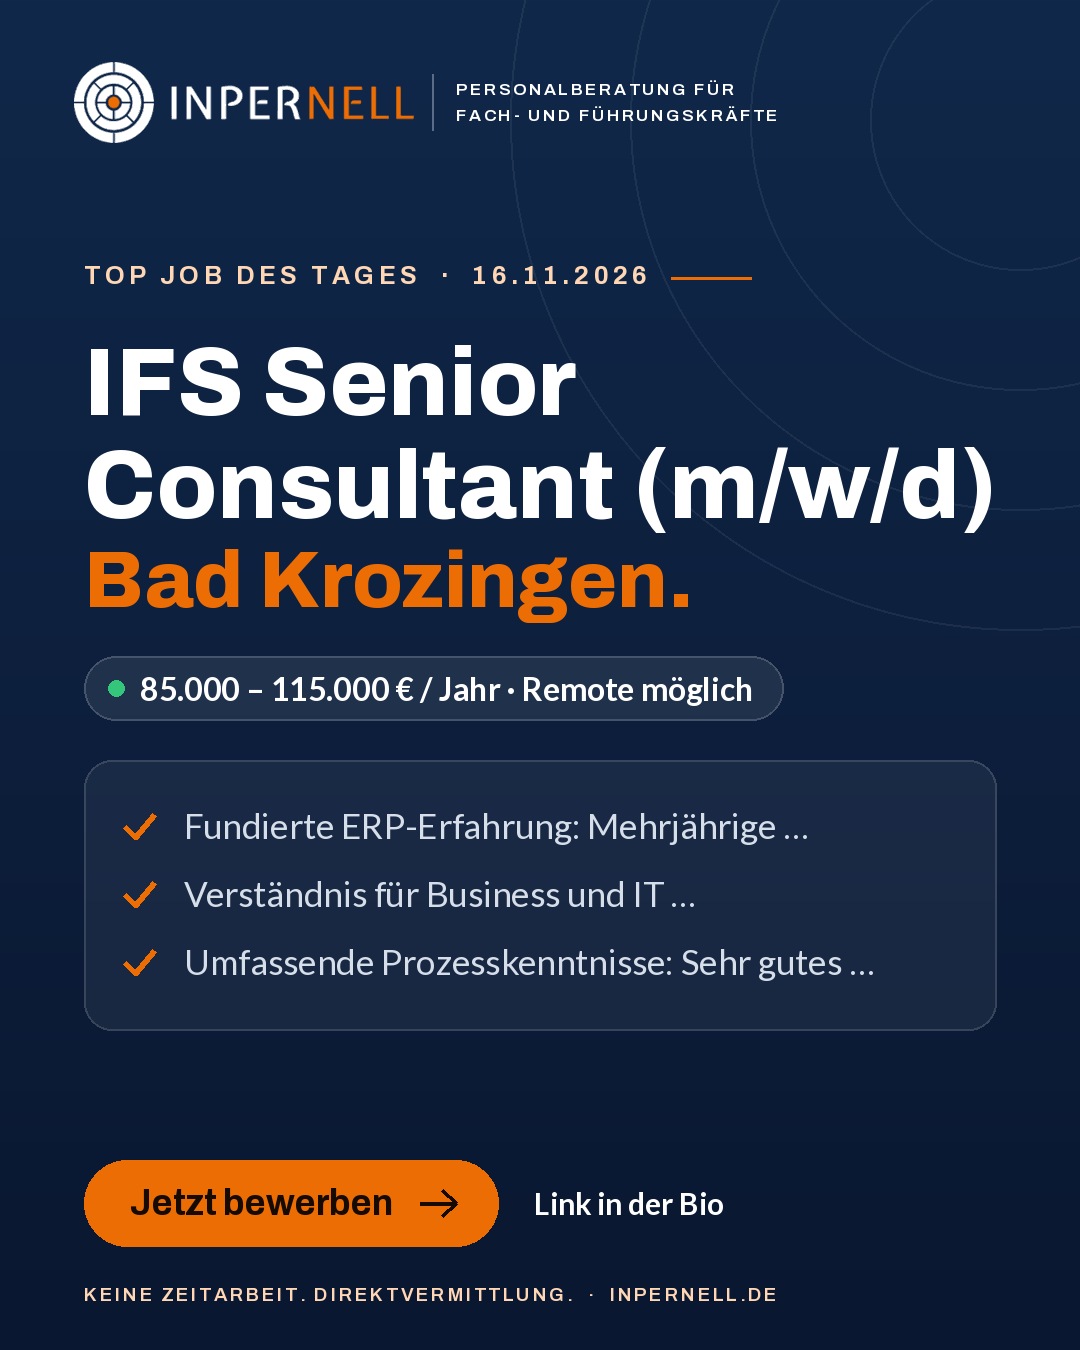 INPERNELL
PERSONALBERATUNG FÜR
FACH- UND FÜHRUNGSKRÄFTE
TOP JOB DES TAGES · 16.11.2026
IFS Senior
Consultant (m/w/d)
Bad Krozingen.
85.000 – 115.000 € / Jahr · Remote möglich
Fundierte ERP-Erfahrung: Mehrjährige ...
Verständnis für Business und IT ...
Umfassende Prozesskenntnisse: Sehr gutes ...
Jetzt bewerben →
Link in der Bio
KEINE ZEITARBEIT. DIREKTVERMITTLUNG. · INPERNELL.DE